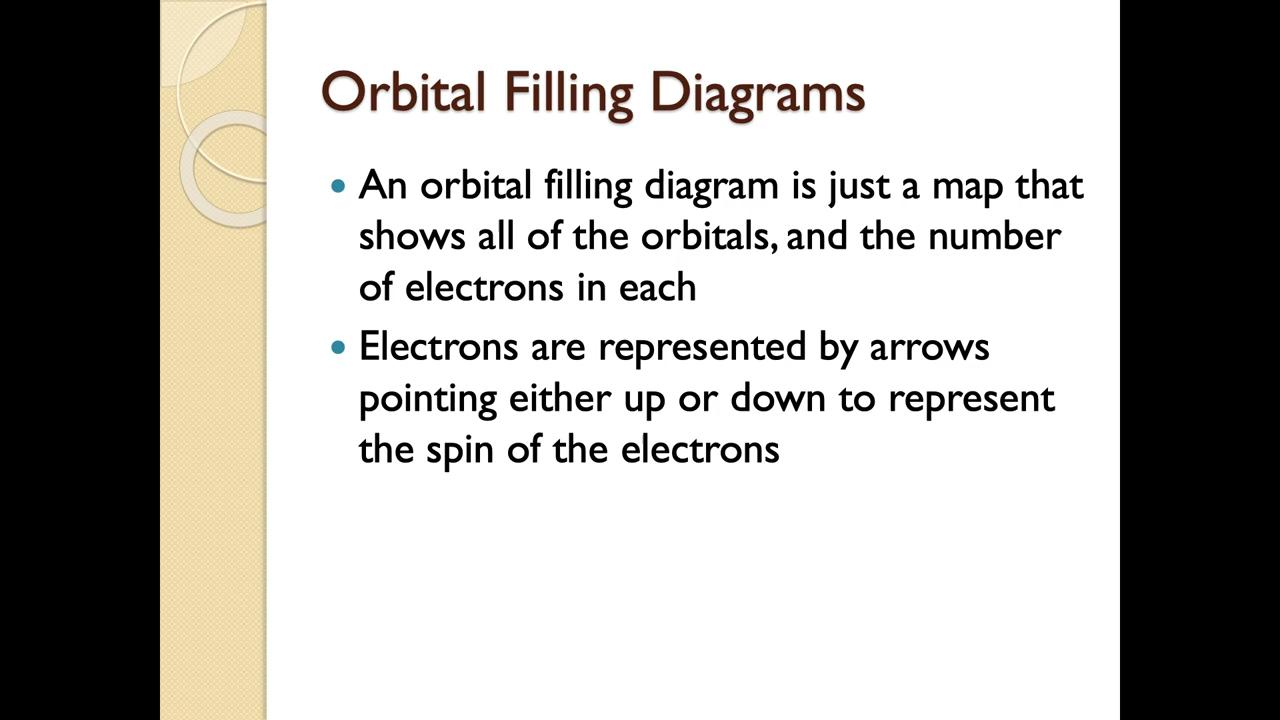 Orbital Filling Diagrams
• An orbital filling diagram is just a map that
shows all of the orbitals, and the number
of electrons in each
• Electrons are represented by arrows
pointing either up or down to represent
the spin of the electrons